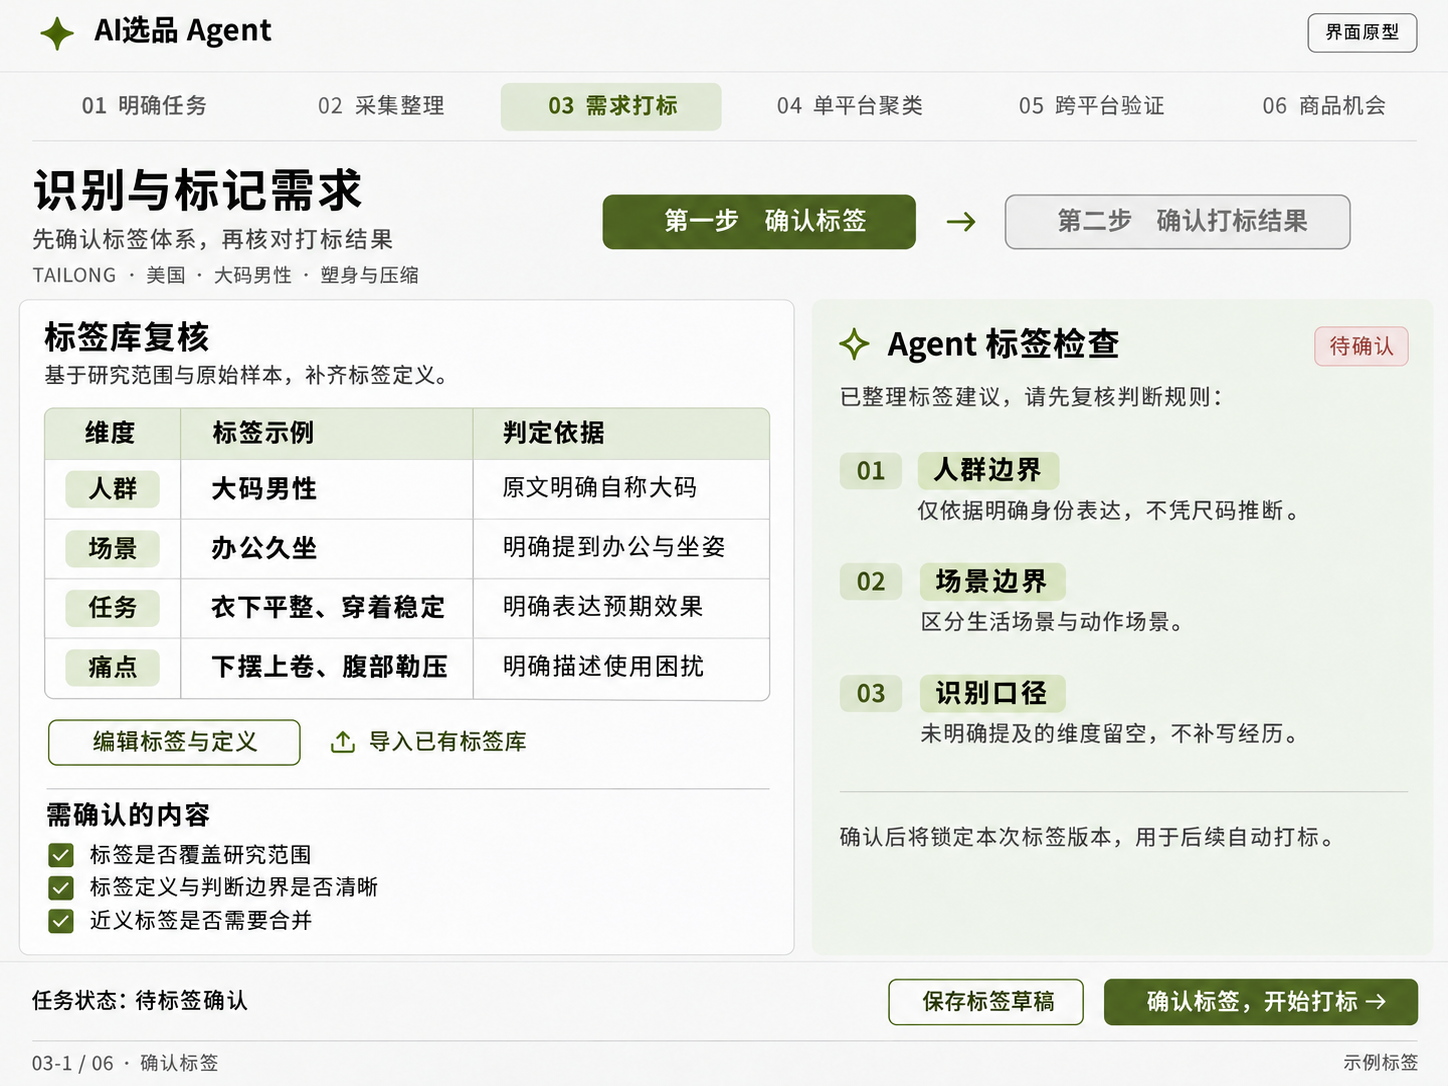 AI选品 Agent
界面原型
01 明确任务
02 采集整理
03 需求打标
04 单平台聚类
05 跨平台验证
06 商品机会
识别与标记需求
先确认标签体系，再核对打标结果
TAILONG · 美国 · 大码男性 · 塑身与压缩
第一步 确认标签
→
第二步 确认打标结果
标签库复核
基于研究范围与原始样本，补齐标签定义。
维度 标签示例 判定依据
人群 大码男性 原文明确自称大码
场景 办公久坐 明确提到办公与坐姿
任务 衣下平整、穿着稳定 明确表达预期效果
痛点 下摆上卷、腹部勒压 明确描述使用困扰
编辑标签与定义
导入已有标签库
需确认的内容
标签是否覆盖研究范围
标签定义与判断边界是否清晰
近义标签是否需要合并
Agent 标签检查
待确认
已整理标签建议，请先复核判断规则：
01 人群边界
仅依据明确身份表达，不凭尺码推断。
02 场景边界
区分生活场景与动作场景。
03 识别口径
未明确提及的维度留空，不补写经历。
确认后将锁定本次标签版本，用于后续自动打标。
任务状态：待标签确认
保存标签草稿
确认标签，开始打标 →
03-1 / 06 · 确认标签
示例标签